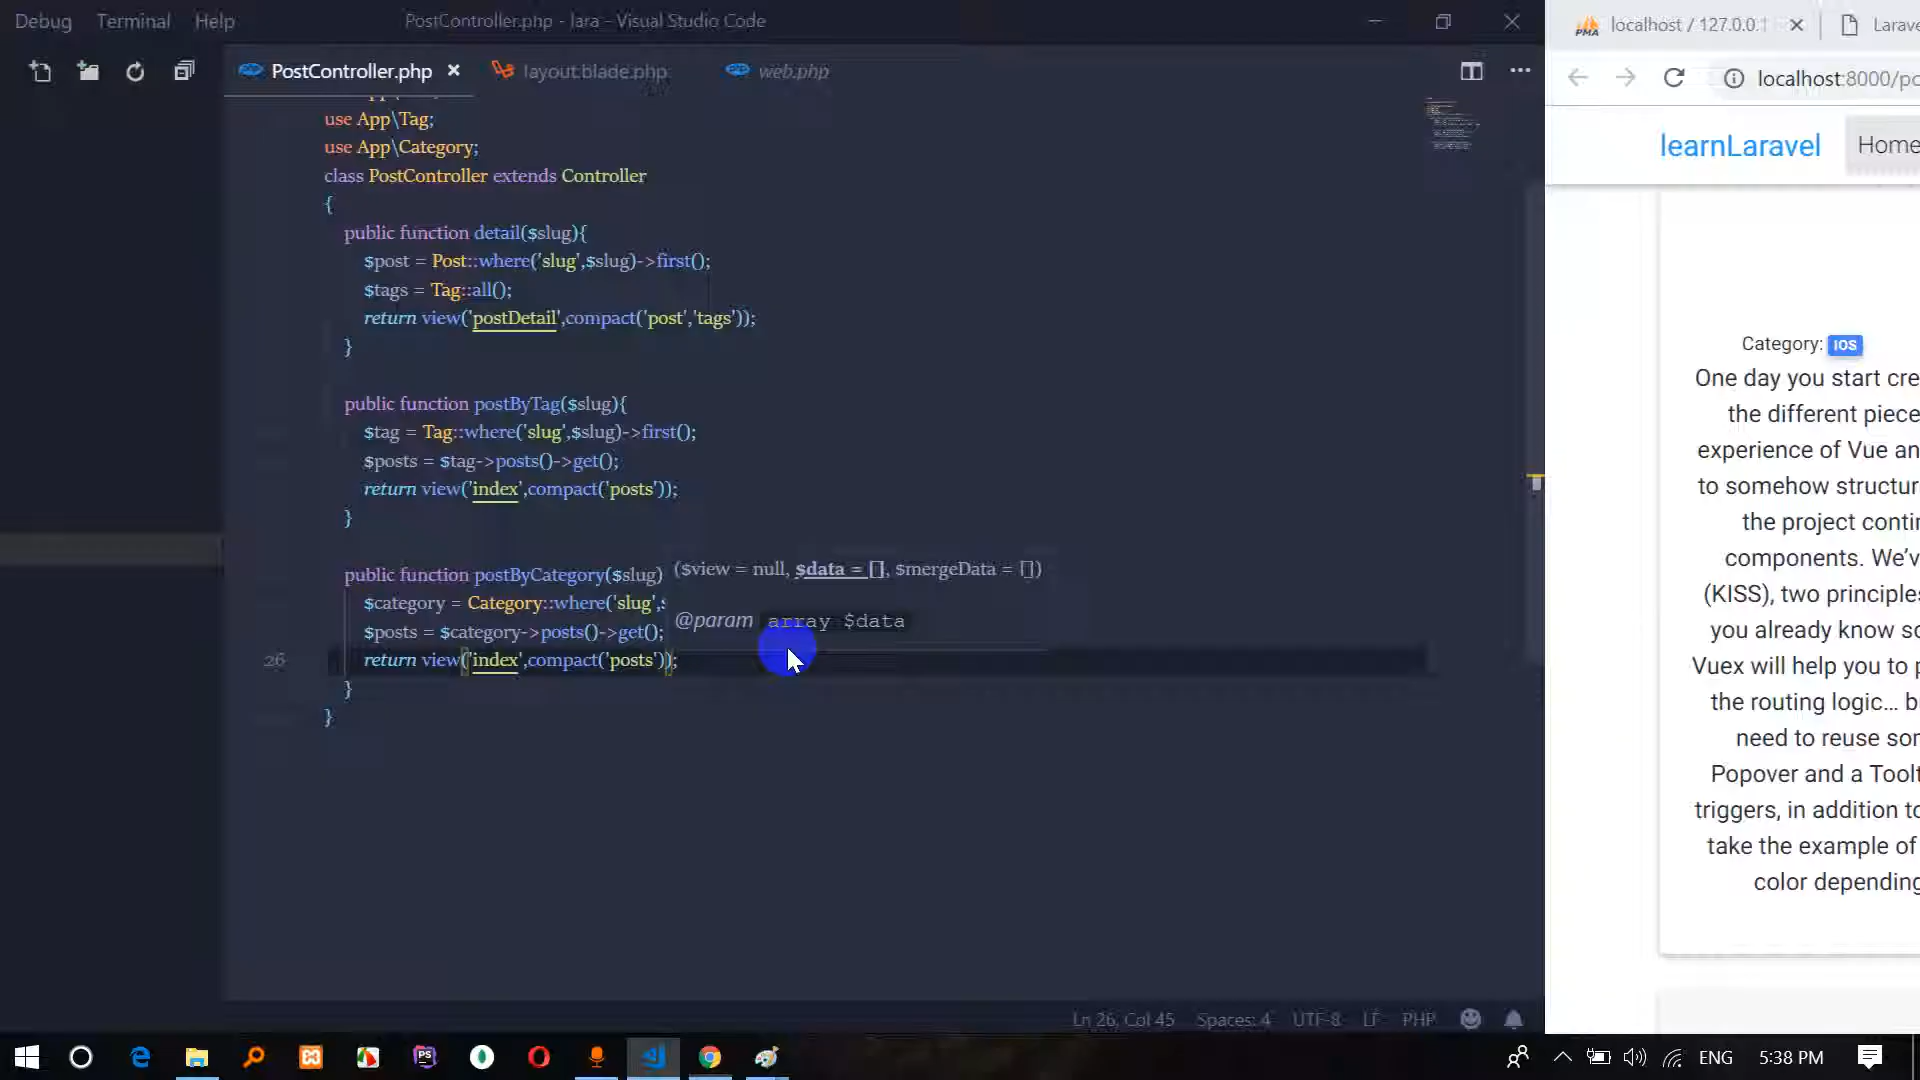 Debug Terminal Help
PostController.php - lara - Visual Studio Code
PostController.php
layout.blade.php
web.php
use App\Tag;
use App\Category;
class PostController extends Controller
{
public function detail($slug){
$post = Post::where('slug',$slug)->first();
$tags = Tag::all();
return view('postDetail',compact('post','tags'));
}
public function postByTag($slug){
$tag = Tag::where('slug',$slug)->first();
$posts = $tag->posts()->get();
return view('index',compact('posts'));
}
public function postByCategory($slug)
$category = Category::where('slug',$
$posts = $category->posts()->get();
26 return view('index',compact('posts'));
}
}
($view = null, $data = [], $mergeData = [])
@param array $data
Ln 26, Col 45 Spaces: 4 UTF-8 LF PHP
localhost / 127.0.0.1
Larave
localhost:8000/po
learnLaravel
Home
Category: IOS
One day you start cre
the different piece
experience of Vue an
to somehow structur
the project contin
components. We'v
(KISS), two principles
you already know so
Vuex will help you to p
the routing logic... b
need to reuse som
Popover and a Toolt
triggers, in addition to
take the example of
color depending
ENG 5:38 PM